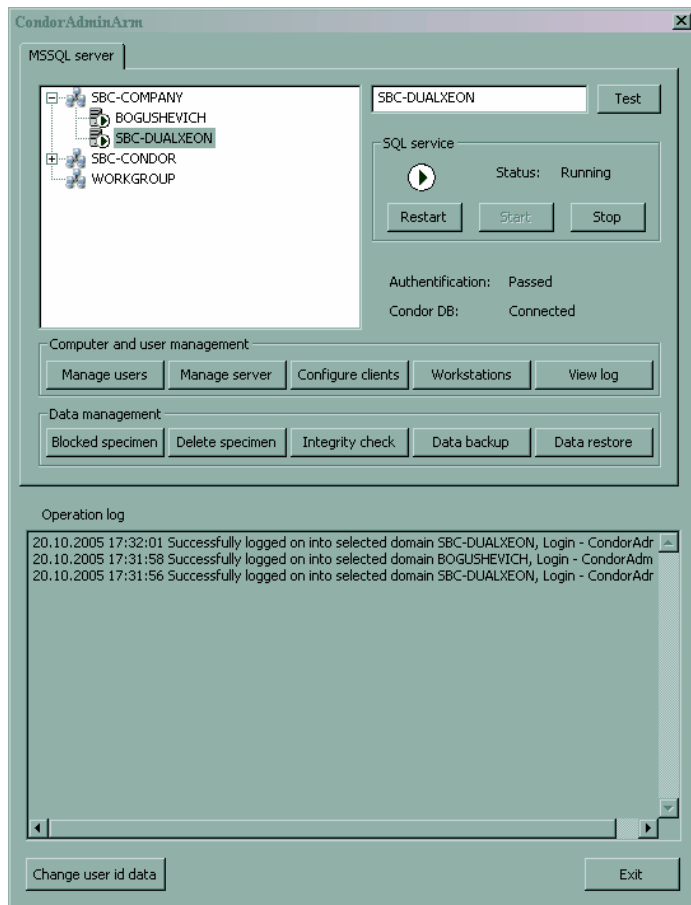 CondorAdminArm
MSSQL server
SBC-COMPANY
BOGUSHEVICH
SBC-DUALXEON
SBC-CONDOR
WORKGROUP
SBC-DUALXEON Test
SQL service
Status: Running
Restart Start Stop
Authentification: Passed
Condor DB: Connected
Computer and user management
Manage users Manage server Configure clients Workstations View log
Data management
Blocked specimen Delete specimen Integrity check Data backup Data restore
Operation log
20.10.2005 17:32:01 Successfully logged on into selected domain SBC-DUALXEON, Login - CondorAdr
20.10.2005 17:31:58 Successfully logged on into selected domain BOGUSHEVICH, Login - CondorAdm
20.10.2005 17:31:56 Successfully logged on into selected domain SBC-DUALXEON, Login - CondorAdr
Change user id data Exit